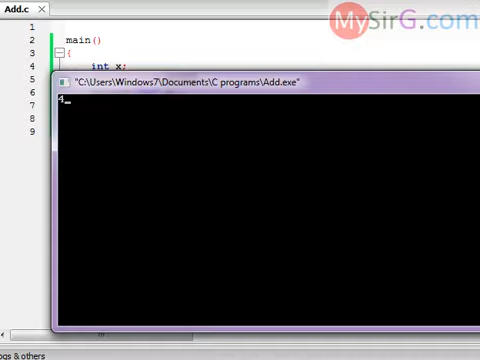 Add.c
MySirG.com
1
2 main()
3 {
4 int x;
5
6
7
8
9
"C:\Users\Windows7\Documents\C programs\Add.exe"
4_
ogs & others